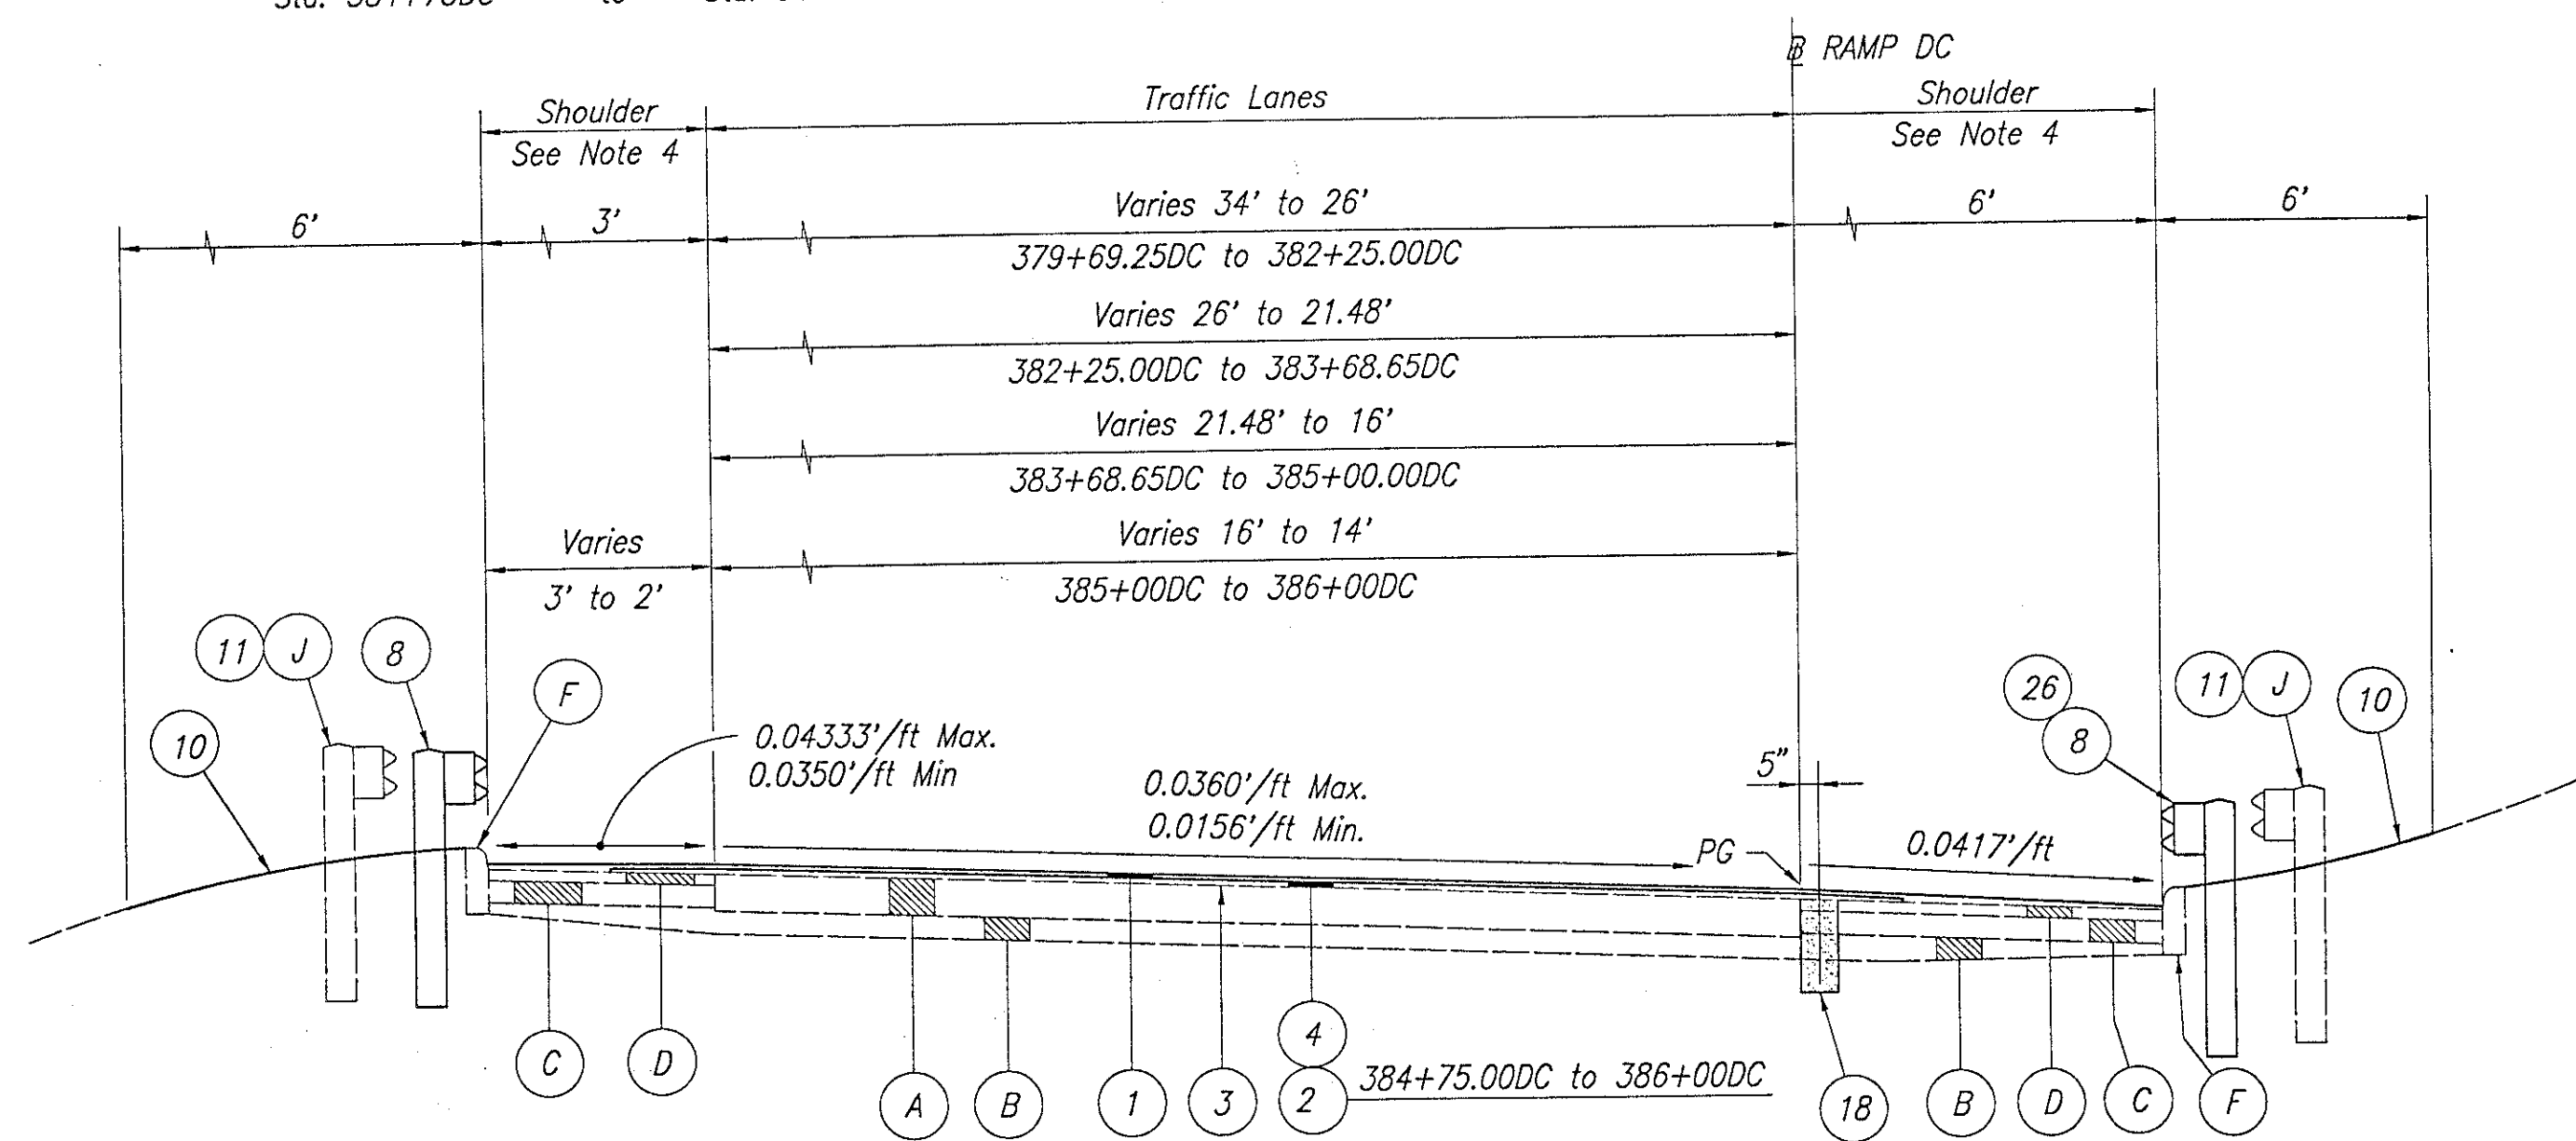 to
B RAMP DC
Shoulder
See Note 4
Traffic Lanes
Shoulder
See Note 4
6'
3'
Varies 34' to 26'
6'
6'
379+69.25DC to 382+25.00DC
Varies 26' to 21.48'
382+25.00DC to 383+68.65DC
Varies 21.48' to 16'
383+68.65DC to 385+00.00DC
Varies
3' to 2'
Varies 16' to 14'
385+00DC to 386+00DC
11 J 8
F
26
8
11 J 10
10
0.04333'/ft Max.
0.0350'/ft Min
0.0360'/ft Max.
0.0156'/ft Min.
5"
PG
0.0417'/ft
C D A B 1 3
4
2
384+75.00DC to 386+00DC
18 B D C F